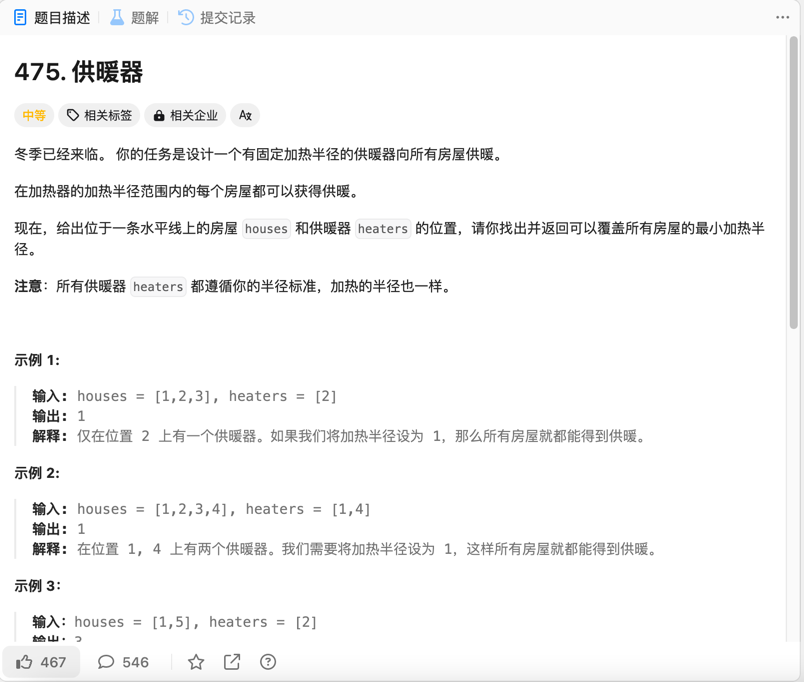 题目描述 题解 提交记录
475. 供暖器
中等 相关标签 相关企业
冬季已经来临。 你的任务是设计一个有固定加热半径的供暖器向所有房屋供暖。
在加热器的加热半径范围内的每个房屋都可以获得供暖。
现在，给出位于一条水平线上的房屋 houses 和供暖器 heaters 的位置，请你找出并返回可以覆盖所有房屋的最小加热半
径。
注意：所有供暖器 heaters 都遵循你的半径标准，加热的半径也一样。
示例 1:
输入: houses = [1,2,3], heaters = [2]
输出: 1
解释: 仅在位置 2 上有一个供暖器。如果我们将加热半径设为 1，那么所有房屋就都能得到供暖。
示例 2:
输入: houses = [1,2,3,4], heaters = [1,4]
输出: 1
解释: 在位置 1, 4 上有两个供暖器。我们需要将加热半径设为 1，这样所有房屋就都能得到供暖。
示例 3：
输入：houses = [1,5], heaters = [2]
输出：3
467 546